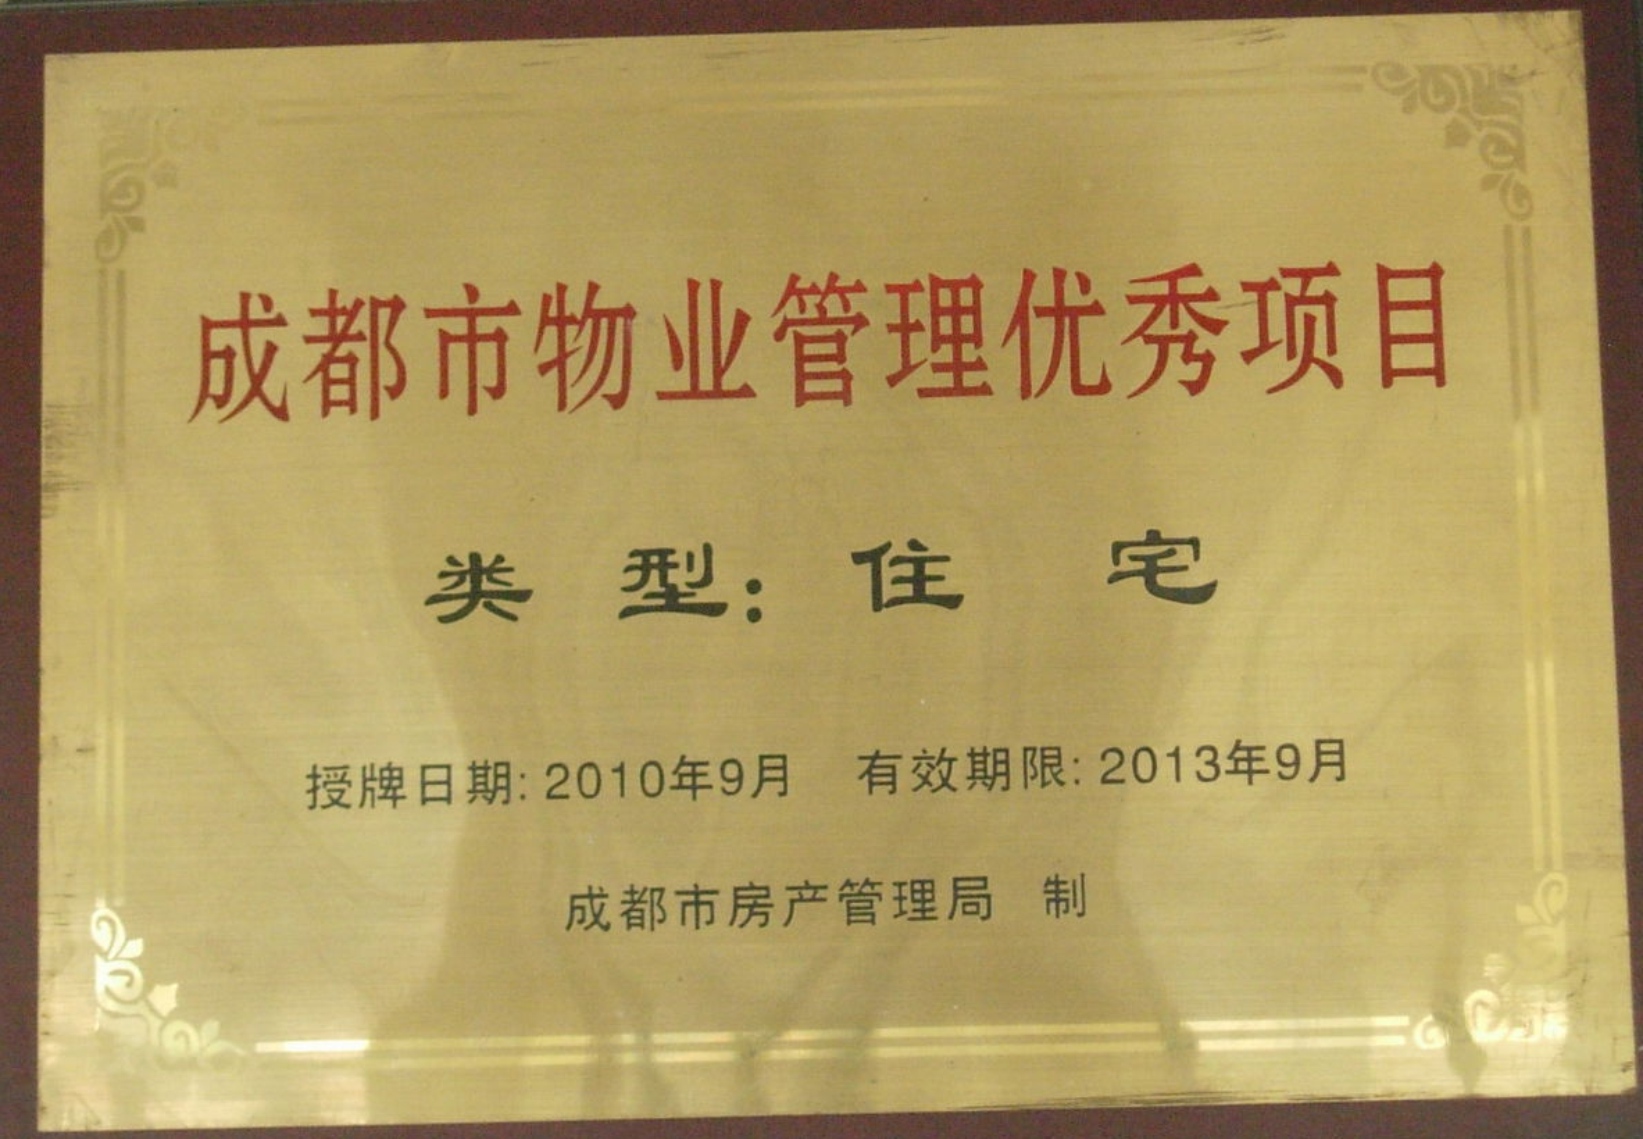 成都市物业管理优秀项目
类 型：住 宅
授牌日期: 2010年9月 有效期限: 2013年9月
成都市房产管理局 制